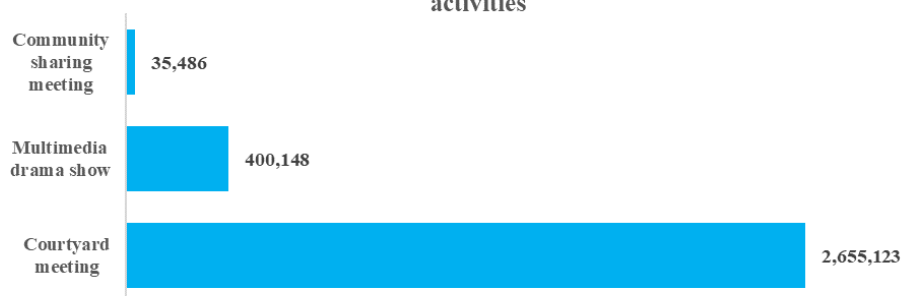 activities
Community
sharing
meeting
35,486
Multimedia
drama show
400,148
Courtyard
meeting
2,655,123